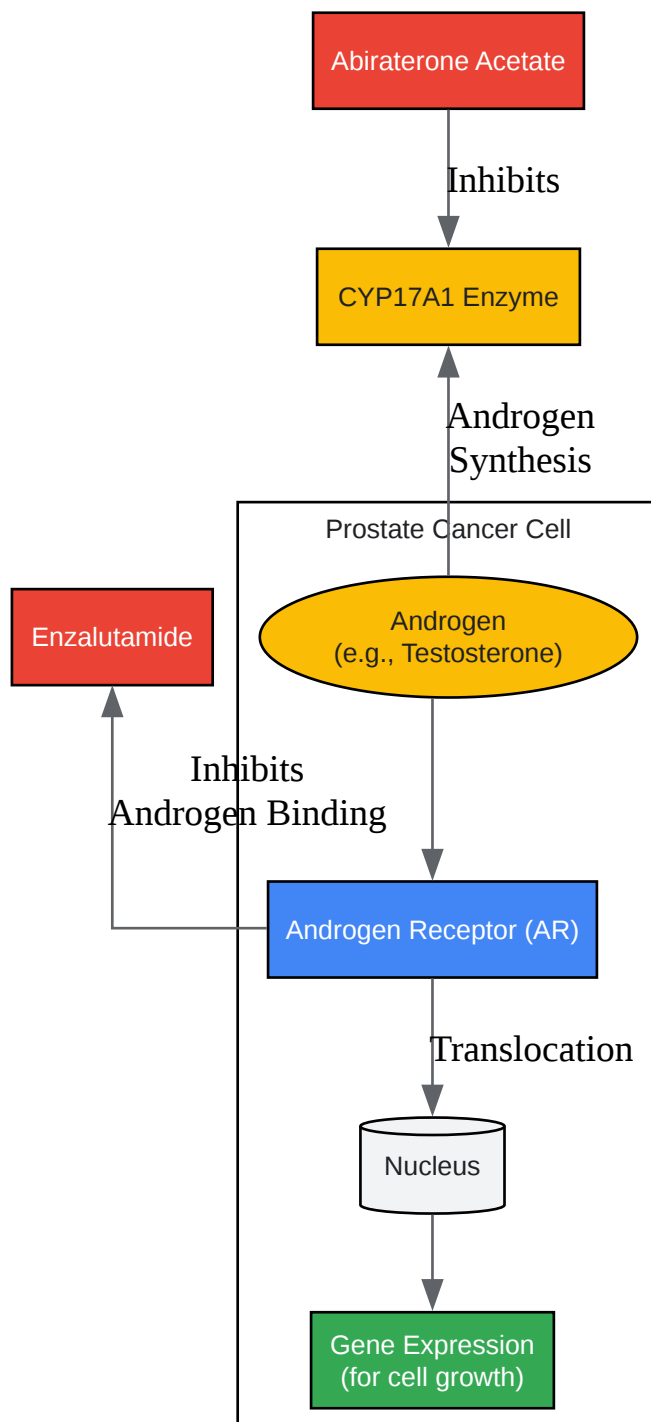 Abiraterone Acetate
Inhibits
CYP17A1 Enzyme
Androgen
Synthesis
Prostate Cancer Cell
Enzalutamide
Androgen
(e.g., Testosterone)
Inhibits
Androgen Binding
Androgen Receptor (AR)
Translocation
Nucleus
Gene Expression
(for cell growth)